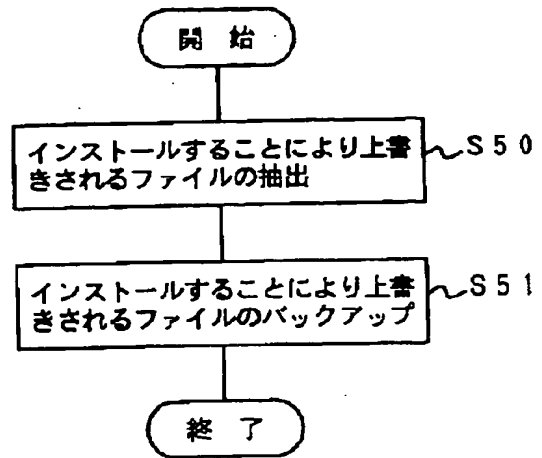 開 始
インストールすることにより上書 S50
きされるファイルの抽出
インストールすることにより上書 S51
きされるファイルのバックアップ
終 了